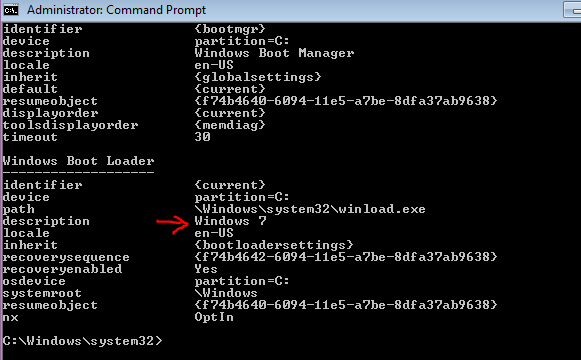 Administrator: Command Prompt
identifier {bootmgr}
device partition=C:
description Windows Boot Manager
locale en-US
inherit {globalsettings}
default {current}
resumeobject {f74b4640-6094-11e5-a7be-8dfa37ab9638}
displayorder {current}
toolsdisplayorder {memdiag}
timeout 30
Windows Boot Loader
-------------------
identifier {current}
device partition=C:
path \Windows\system32\winload.exe
description Windows 7
locale en-US
inherit {bootloadersettings}
recoverysequence {f74b4642-6094-11e5-a7be-8dfa37ab9638}
recoveryenabled Yes
osdevice partition=C:
systemroot \Windows
resumeobject {f74b4640-6094-11e5-a7be-8dfa37ab9638}
nx OptIn
C:\Windows\system32>